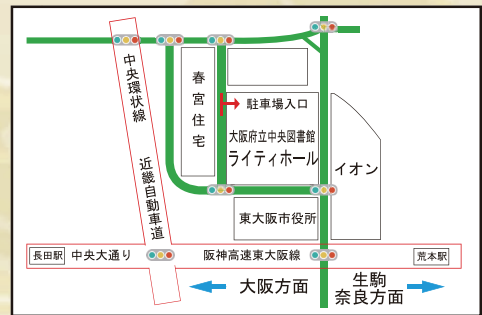 中央環状線
近畿自動車道
春宮住宅
駐車場入口
大阪府立中央図書館
ライティホール
イオン
東大阪市役所
長田駅
中央大通り
阪神高速東大阪線
荒本駅
大阪方面
生駒
奈良方面